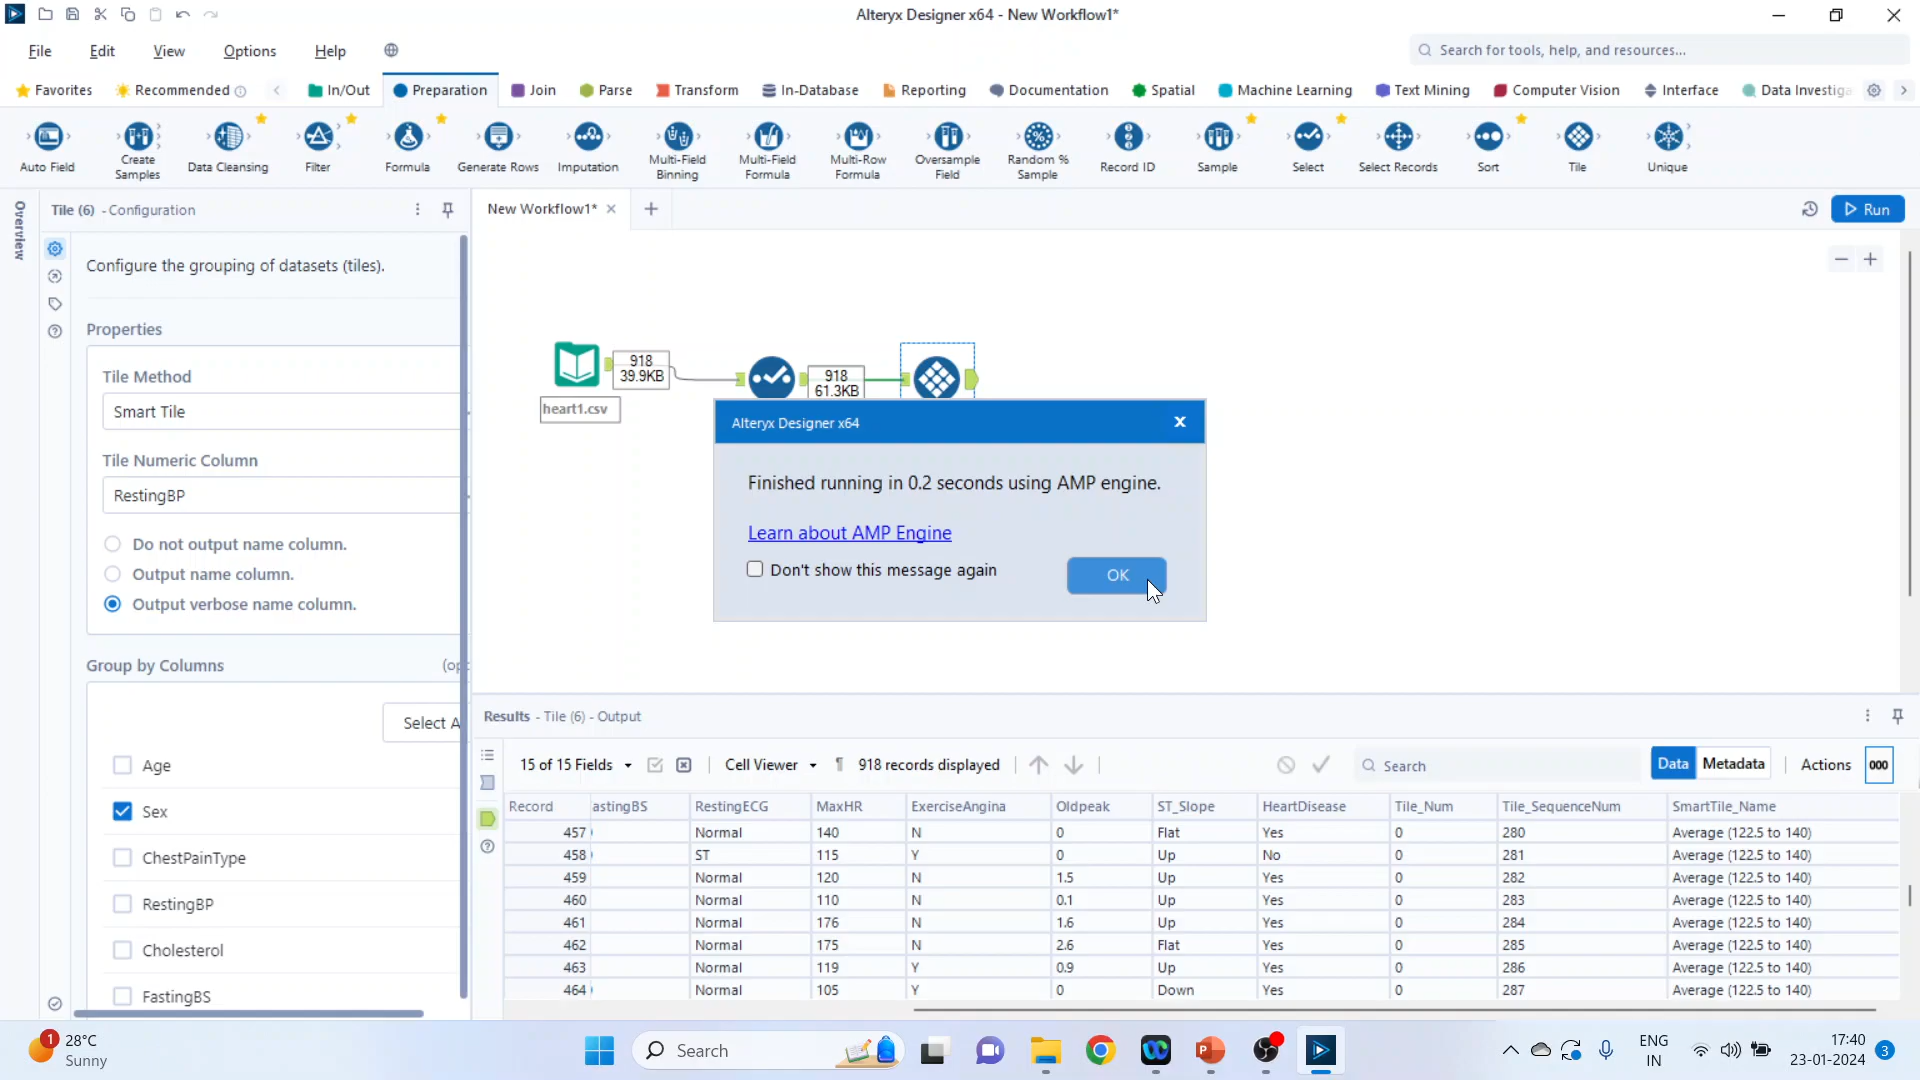 Alteryx Designer x64 - New Workflow1*
File Edit View Options Help
Search for tools, help, and resources...
Favorites Recommended In/Out Preparation Join Parse Transform In-Database Reporting Documentation Spatial Machine Learning Text Mining Computer Vision Interface Data Investiga
Auto Field Create Samples Data Cleansing Filter Formula Generate Rows Imputation Multi-Field Binning Multi-Field Formula Multi-Row Formula Oversample Field Random % Sample Record ID Sample Select Select Records Sort Tile Unique
Overview
Tile (6) - Configuration
New Workflow1*
Run
Configure the grouping of datasets (tiles).
Properties
Tile Method
Smart Tile
Tile Numeric Column
RestingBP
Do not output name column.
Output name column.
Output verbose name column.
Group by Columns (op
Select A
Age
Sex
ChestPainType
RestingBP
Cholesterol
FastingBS
918
39.9KB
heart1.csv
918
61.3KB
Alteryx Designer x64
Finished running in 0.2 seconds using AMP engine.
Learn about AMP Engine
Don't show this message again
OK
Results - Tile (6) - Output
15 of 15 Fields Cell Viewer 918 records displayed Search Data Metadata Actions 000
Record astingBS RestingECG MaxHR ExerciseAngina Oldpeak ST_Slope HeartDisease Tile_Num Tile_SequenceNum SmartTile_Name
457 Normal 140 N 0 Flat Yes 0 280 Average (122.5 to 140)
458 ST 115 Y 0 Up No 0 281 Average (122.5 to 140)
459 Normal 120 N 1.5 Up Yes 0 282 Average (122.5 to 140)
460 Normal 110 N 0.1 Up Yes 0 283 Average (122.5 to 140)
461 Normal 176 N 1.6 Up Yes 0 284 Average (122.5 to 140)
462 Normal 175 N 2.6 Flat Yes 0 285 Average (122.5 to 140)
463 Normal 119 Y 0.9 Up Yes 0 286 Average (122.5 to 140)
464 Normal 105 Y 0 Down Yes 0 287 Average (122.5 to 140)
1
28°C
Sunny
Search
ENG
IN
17:40
23-01-2024
3